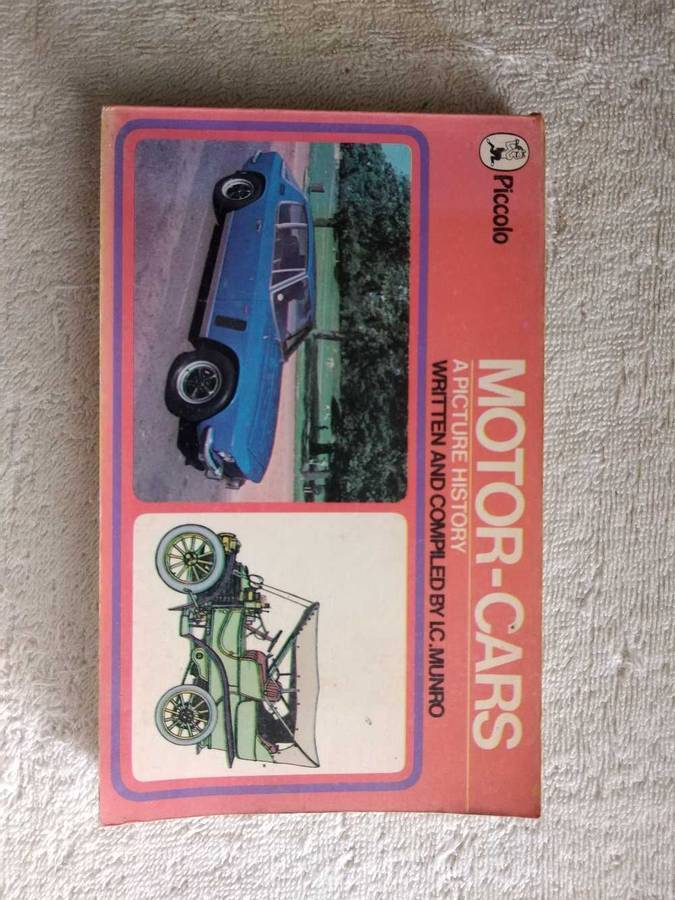 Piccolo
MOTOR-CARS
A PICTURE HISTORY
WRITTEN AND COMPILED BY I.C.MUNRO